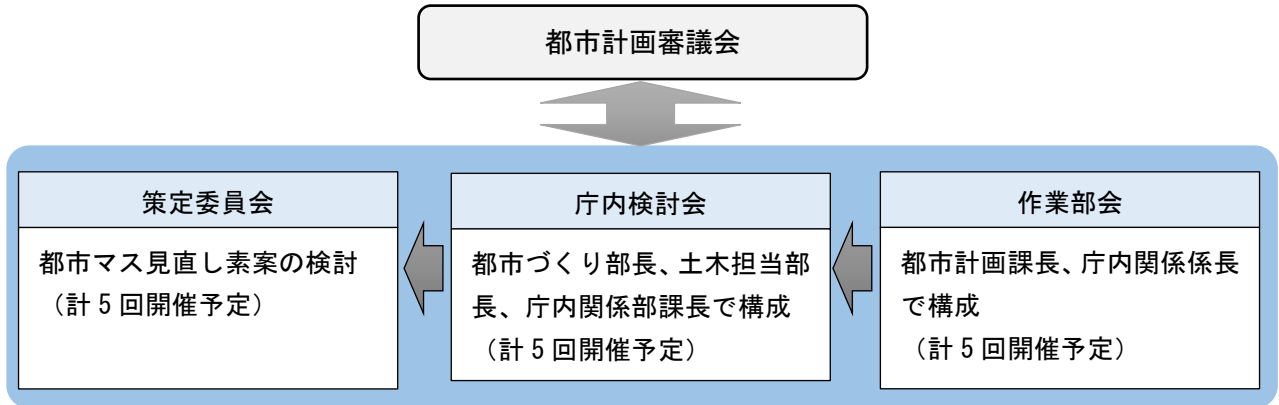 都市計画審議会
策定委員会
都市マス見直し素案の検討
（計５回開催予定）
庁内検討会
都市づくり部長、土木担当部
長、庁内関係部課長で構成
（計５回開催予定）
作業部会
都市計画課長、庁内関係係長
で構成
（計５回開催予定）